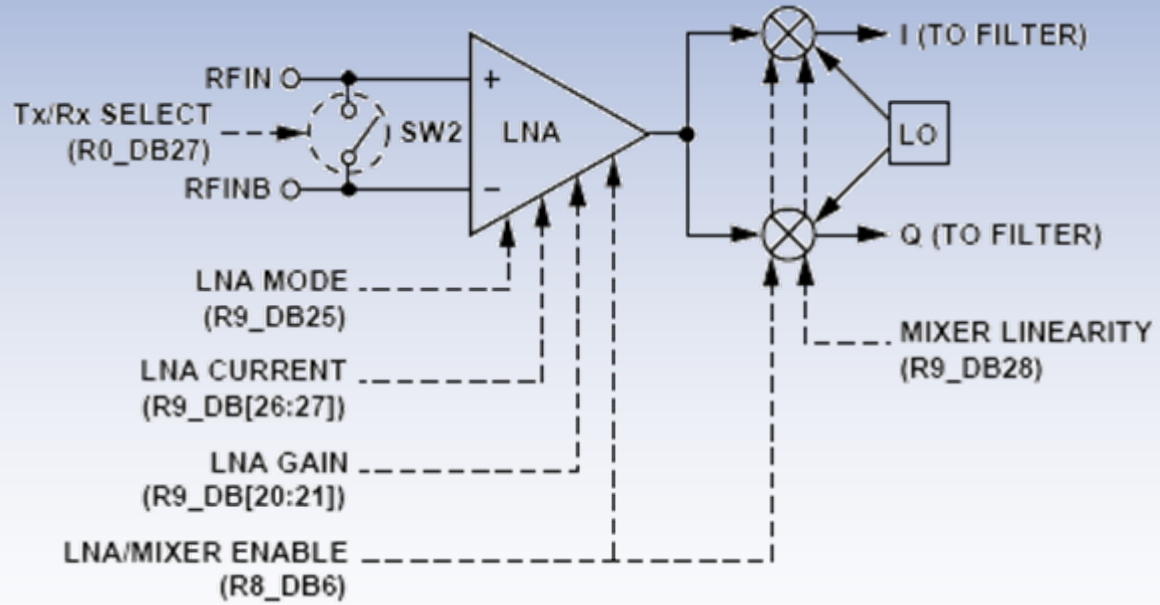 RFIN
Tx/Rx SELECT
(R0_DB27)
SW2
RFINB
+
LNA
−
I (TO FILTER)
LO
Q (TO FILTER)
LNA MODE
(R9_DB25)
MIXER LINEARITY
(R9_DB28)
LNA CURRENT
(R9_DB[26:27])
LNA GAIN
(R9_DB[20:21])
LNA/MIXER ENABLE
(R8_DB6)